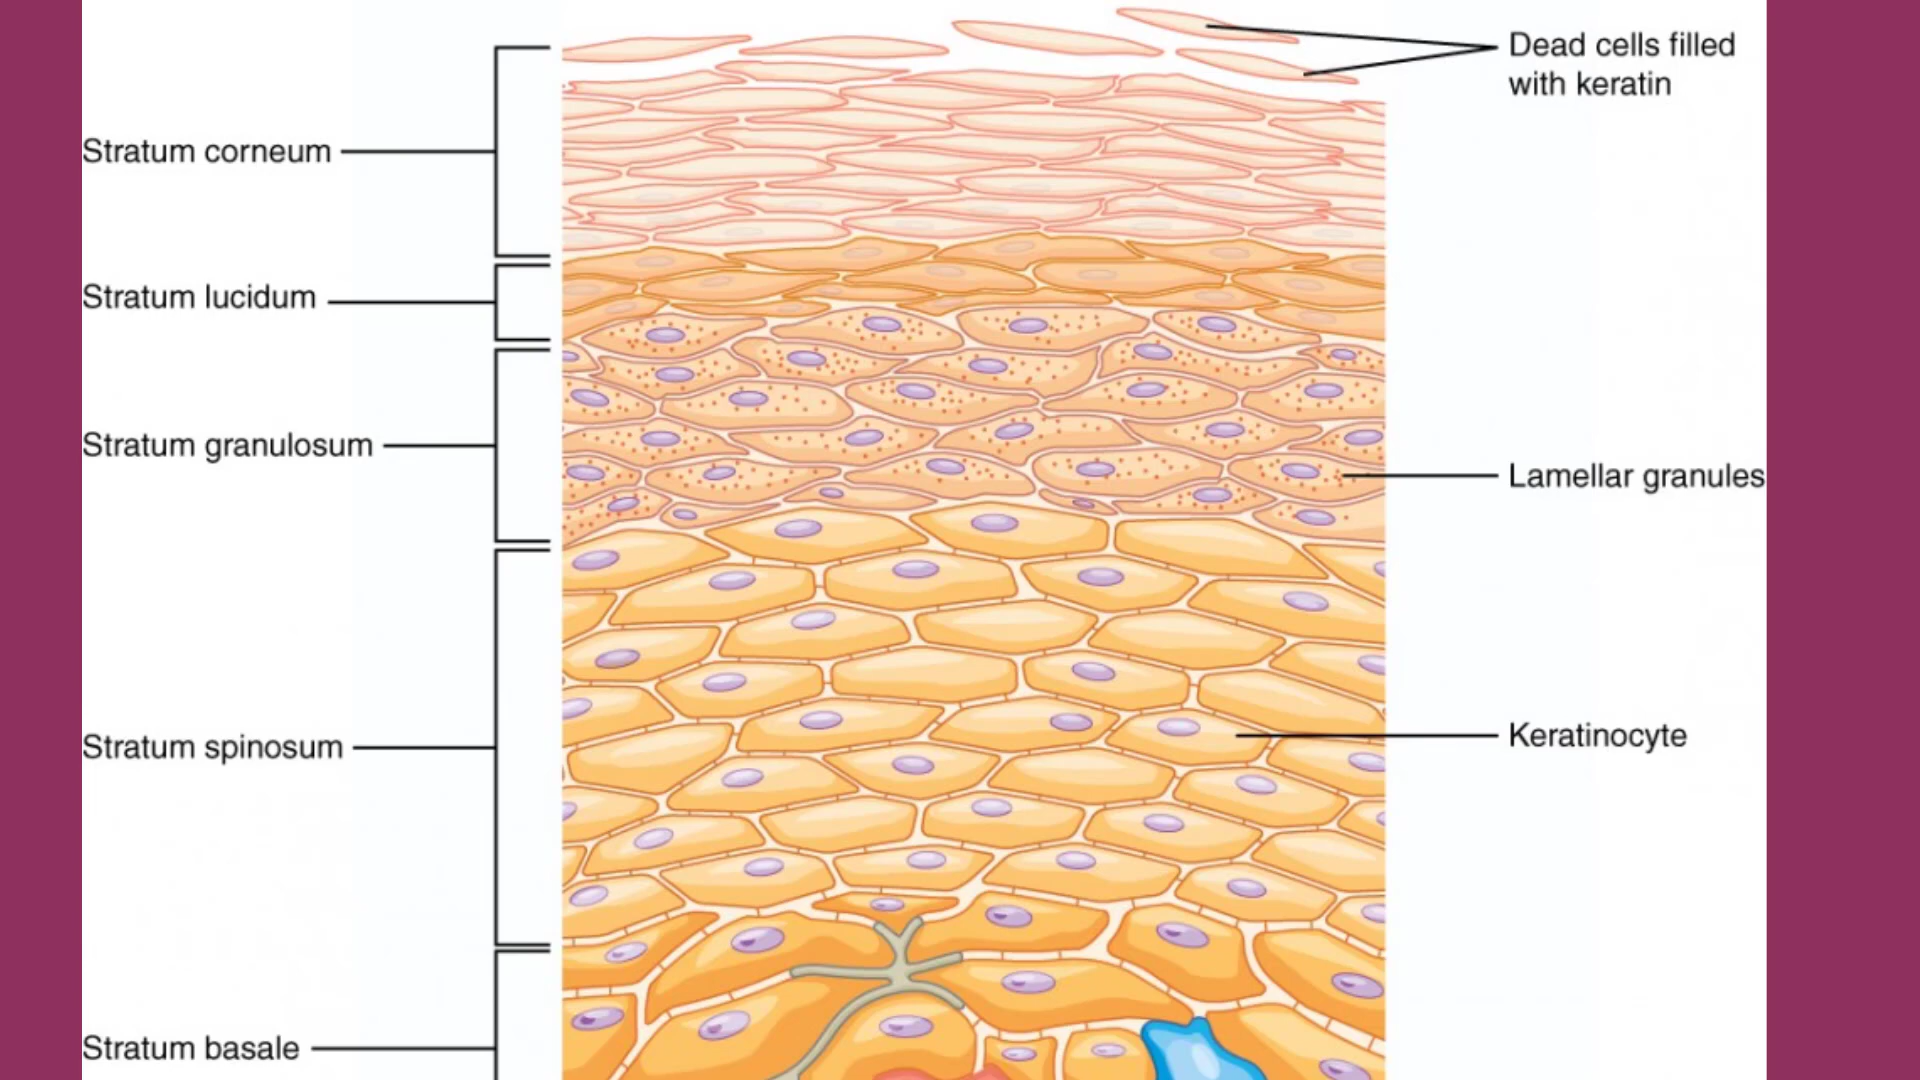 Dead cells filled
with keratin
Stratum corneum
Stratum lucidum
Stratum granulosum
Lamellar granules
Stratum spinosum
Keratinocyte
Stratum basale